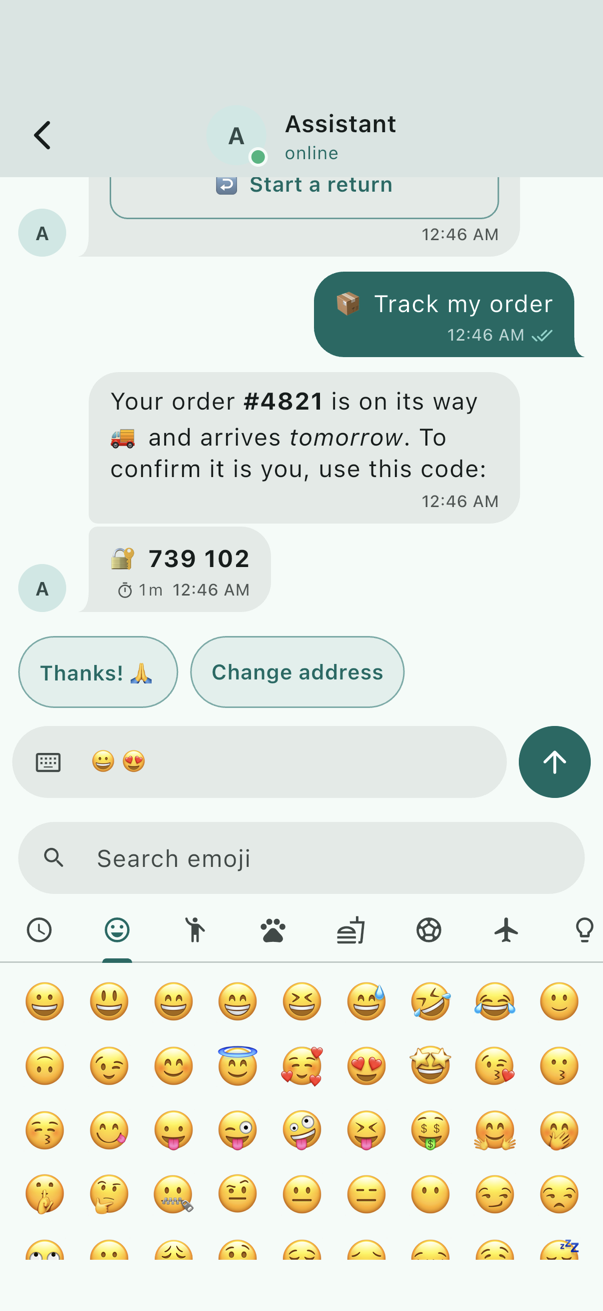 A
Assistant
online
↩️ Start a return
12:46 AM
A
📦 Track my order
12:46 AM
Your order #4821 is on its way
🚚 and arrives tomorrow. To
confirm it is you, use this code:
12:46 AM
🔐 739 102
1m 12:46 AM
A
Thanks! 🙏
Change address
😀 😍
Search emoji